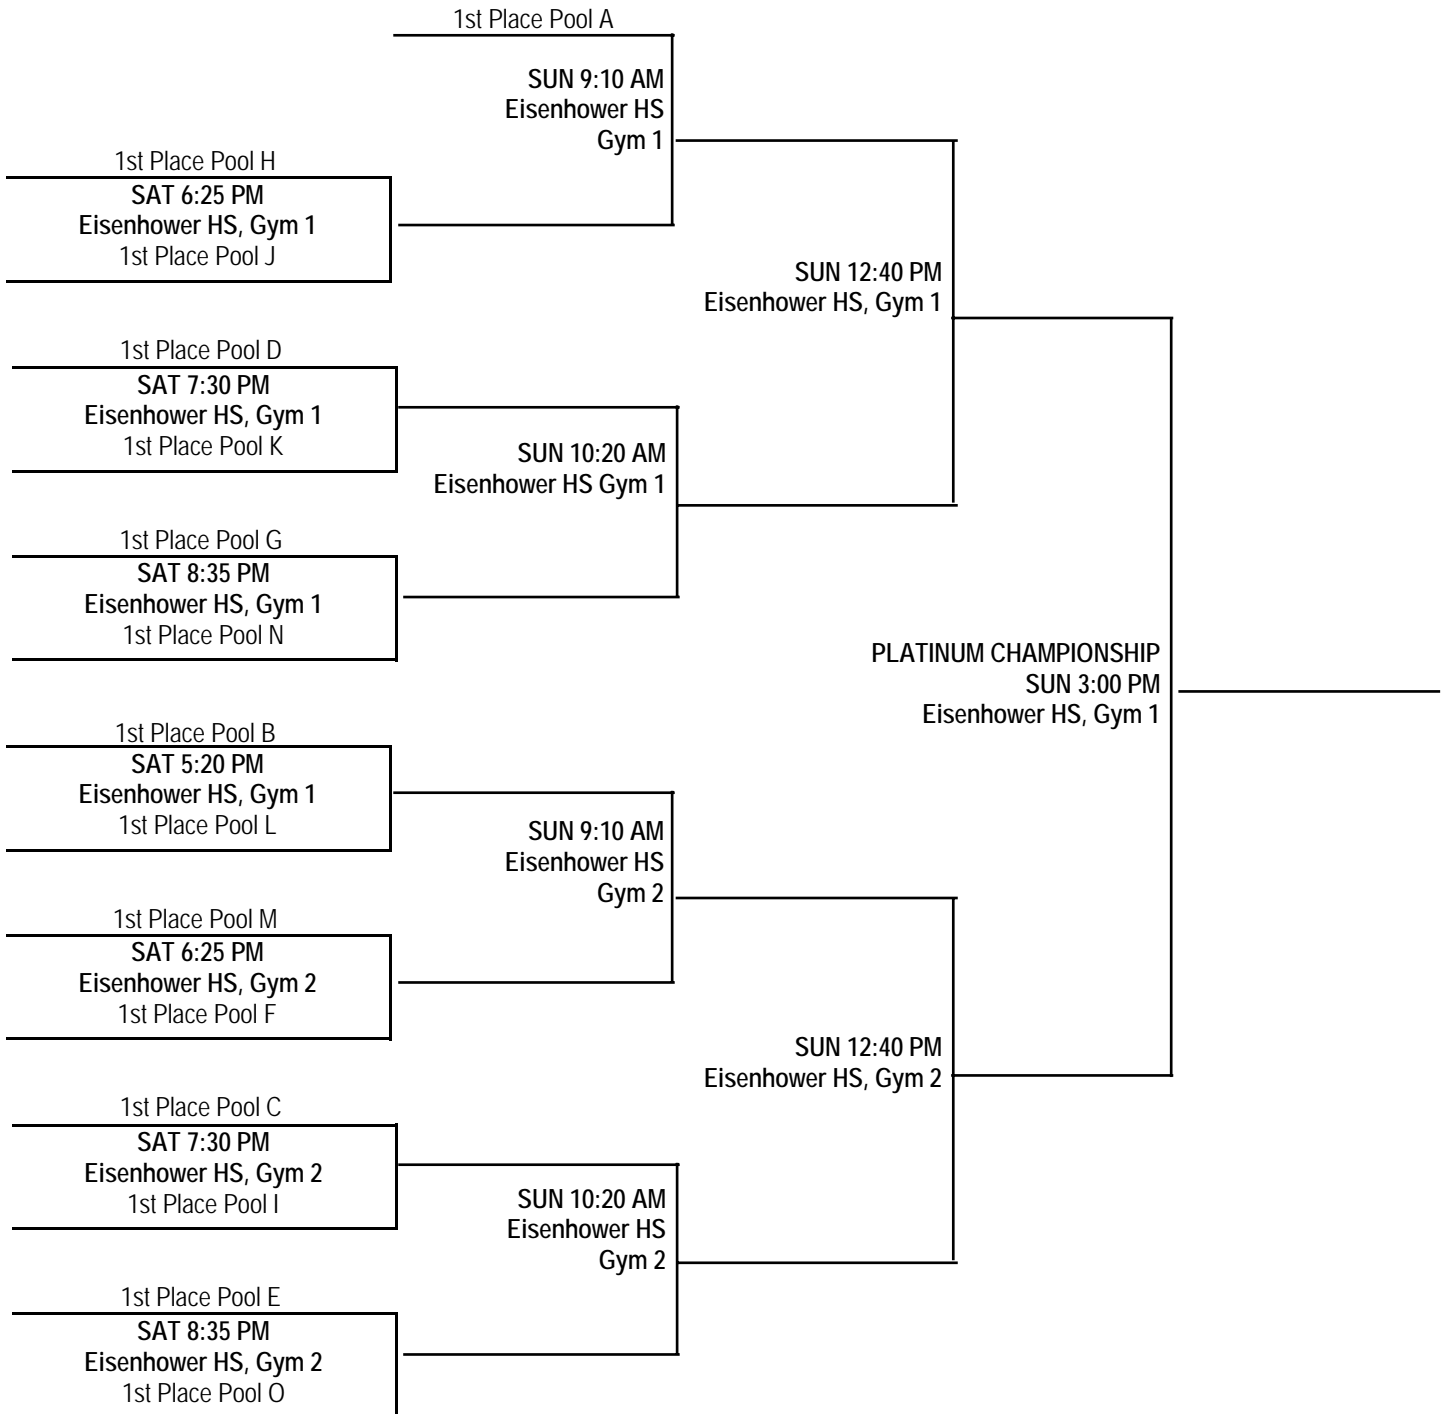 1st Place Pool A
SUN 9:10 AM
Eisenhower HS
Gym 1
1st Place Pool H
SAT 6:25 PM
Eisenhower HS, Gym 1
1st Place Pool J
SUN 12:40 PM
Eisenhower HS, Gym 1
1st Place Pool D
SAT 7:30 PM
Eisenhower HS, Gym 1
1st Place Pool K
SUN 10:20 AM
Eisenhower HS Gym 1
1st Place Pool G
SAT 8:35 PM
Eisenhower HS, Gym 1
1st Place Pool N
PLATINUM CHAMPIONSHIP
SUN 3:00 PM
Eisenhower HS, Gym 1
1st Place Pool B
SAT 5:20 PM
Eisenhower HS, Gym 1
1st Place Pool L
SUN 9:10 AM
Eisenhower HS
Gym 2
1st Place Pool M
SAT 6:25 PM
Eisenhower HS, Gym 2
1st Place Pool F
SUN 12:40 PM
Eisenhower HS, Gym 2
1st Place Pool C
SAT 7:30 PM
Eisenhower HS, Gym 2
1st Place Pool I
SUN 10:20 AM
Eisenhower HS
Gym 2
1st Place Pool E
SAT 8:35 PM
Eisenhower HS, Gym 2
1st Place Pool O